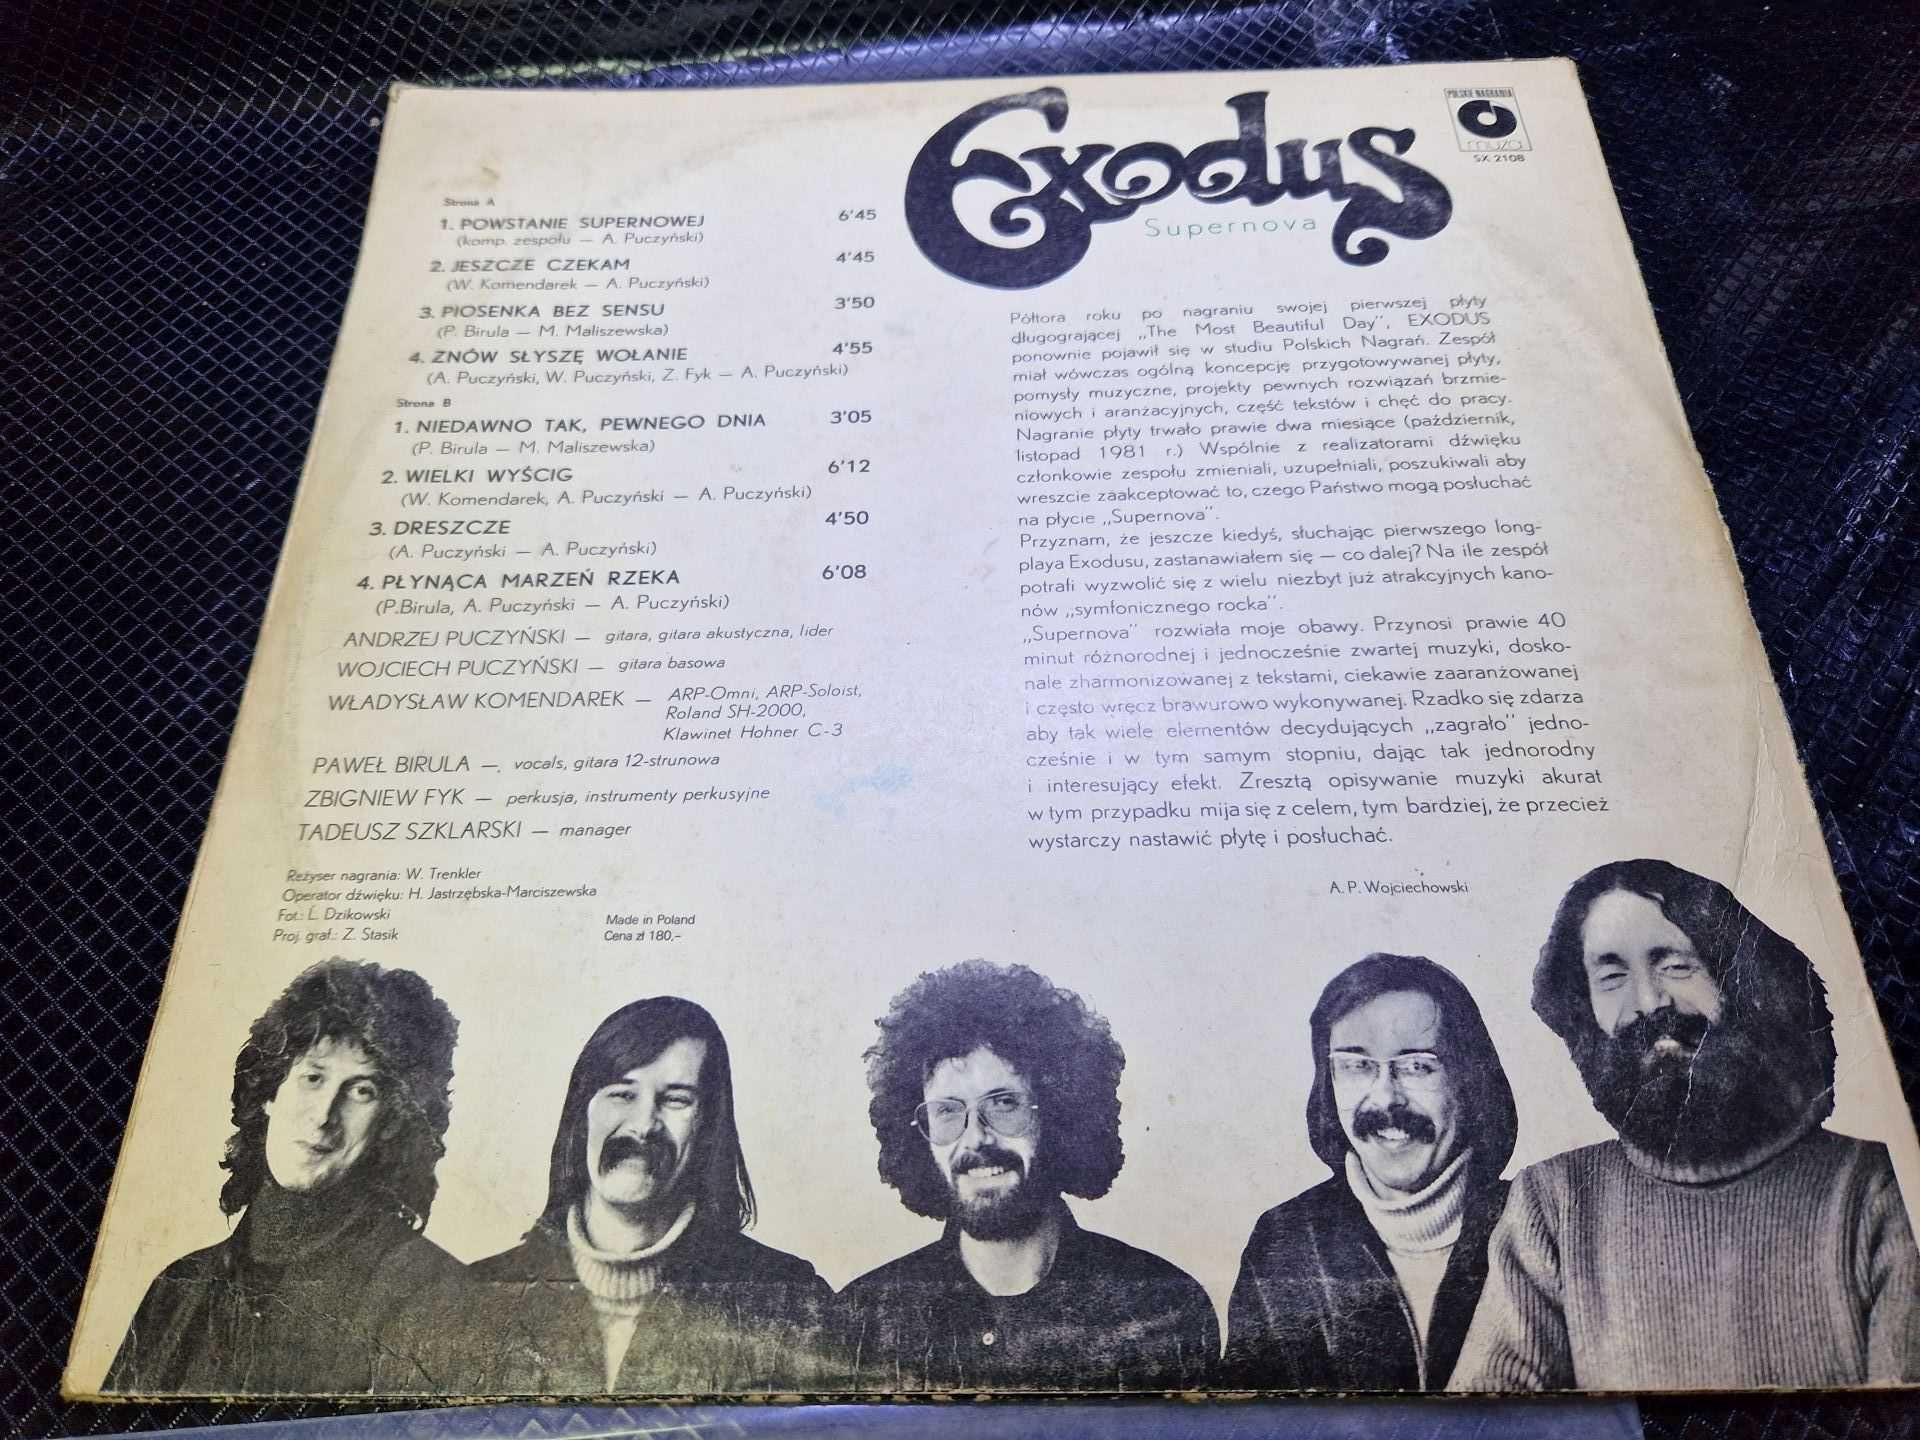 Exodus
Supernova
POLSKIE NAGRANIA
muza
SX 2108
Strona A
1. POWSTANIE SUPERNOWEJ 6'45
(komp. zespołu — A. Puczyński)
2. JESZCZE CZEKAM 4'45
(W. Komendarek — A. Puczyński)
3. PIOSENKA BEZ SENSU 3'50
(P. Birula — M. Maliszewska)
4. ZNÓW SŁYSZĘ WOŁANIE 4'55
(A. Puczyński, W. Puczyński, Z. Fyk — A. Puczyński)
Strona B
1. NIEDAWNO TAK, PEWNEGO DNIA 3'05
(P. Birula — M. Maliszewska)
2. WIELKI WYŚCIG 6'12
(W. Komendarek, A. Puczyński — A. Puczyński)
3. DRESZCZE 4'50
(A. Puczyński — A. Puczyński)
4. PŁYNĄCA MARZEŃ RZEKA 6'08
(P.Birula, A. Puczyński — A. Puczyński)
ANDRZEJ PUCZYŃSKI — gitara, gitara akustyczna, lider
WOJCIECH PUCZYŃSKI — gitara basowa
WŁADYSŁAW KOMENDAREK — ARP-Omni, ARP-Soloist,
Roland SH-2000,
Klawinet Hohner C-3
PAWEŁ BIRULA —. vocals, gitara 12-strunowa
ZBIGNIEW FYK — perkusja, instrumenty perkusyjne
TADEUSZ SZKLARSKI — manager
Reżyser nagrania: W. Trenkler
Operator dźwięku: H. Jastrzębska-Marciszewska
Fot.: L. Dzikowski
Proj. graf.: Z. Stasik
Made in Poland
Cena zł 180,–
Półtora roku po nagraniu swojej pierwszej płyty
długogrającej „The Most Beautiful Day", EXODUS
ponownie pojawił się w studiu Polskich Nagrań. Zespół
miał wówczas ogólną koncepcję przygotowywanej płyty,
pomysły muzyczne, projekty pewnych rozwiązań brzmie-
niowych i aranżacyjnych, część tekstów i chęć do pracy.
Nagranie płyty trwało prawie dwa miesiące (październik,
listopad 1981 r.) Wspólnie z realizatorami dźwięku
członkowie zespołu zmieniali, uzupełniali, poszukiwali aby
wreszcie zaakceptować to, czego Państwo mogą posłuchać
na płycie „Supernova".
Przyznam, że jeszcze kiedyś, słuchając pierwszego long-
playa Exodusu, zastanawiałem się — co dalej? Na ile zespół
potrafi wyzwolić się z wielu niezbyt już atrakcyjnych kano-
nów „symfonicznego rocka".
„Supernova" rozwiała moje obawy. Przynosi prawie 40
minut różnorodnej i jednocześnie zwartej muzyki, dosko-
nale zharmonizowanej z tekstami, ciekawie zaaranżowanej
i często wręcz brawurowo wykonywanej. Rzadko się zdarza
aby tak wiele elementów decydujących „zagrało" jedno-
cześnie i w tym samym stopniu, dając tak jednorodny
i interesujący efekt. Zresztą opisywanie muzyki akurat
w tym przypadku mija się z celem, tym bardziej, że przecież
wystarczy nastawić płytę i posłuchać.
A. P. Wojciechowski